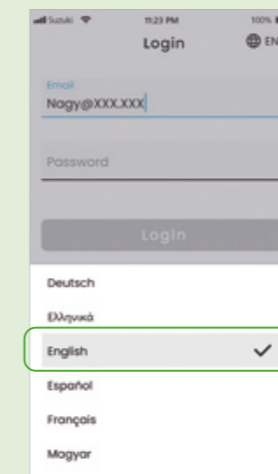 Suzuki 11:23 PM 100%
Login EN
Email
Nagy@XXX.XXX
Password
Login
Deutsch
Ελληνικά
English
Español
Français
Magyar